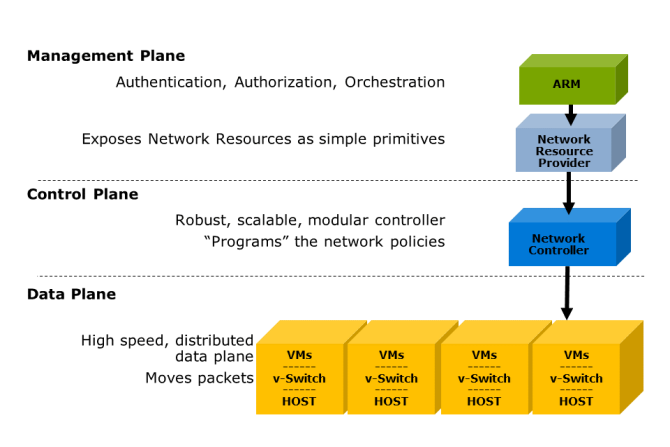 Management Plane
Authentication, Authorization, Orchestration
ARM
Exposes Network Resources as simple primitives
Network
Resource
Provider
Control Plane
Robust, scalable, modular controller
“Programs” the network policies
Network
Controller
Data Plane
High speed, distributed
data plane
Moves packets
VMs
------
v-Switch
------
HOST
VMs
------
v-Switch
------
HOST
VMs
------
v-Switch
------
HOST
VMs
------
v-Switch
------
HOST